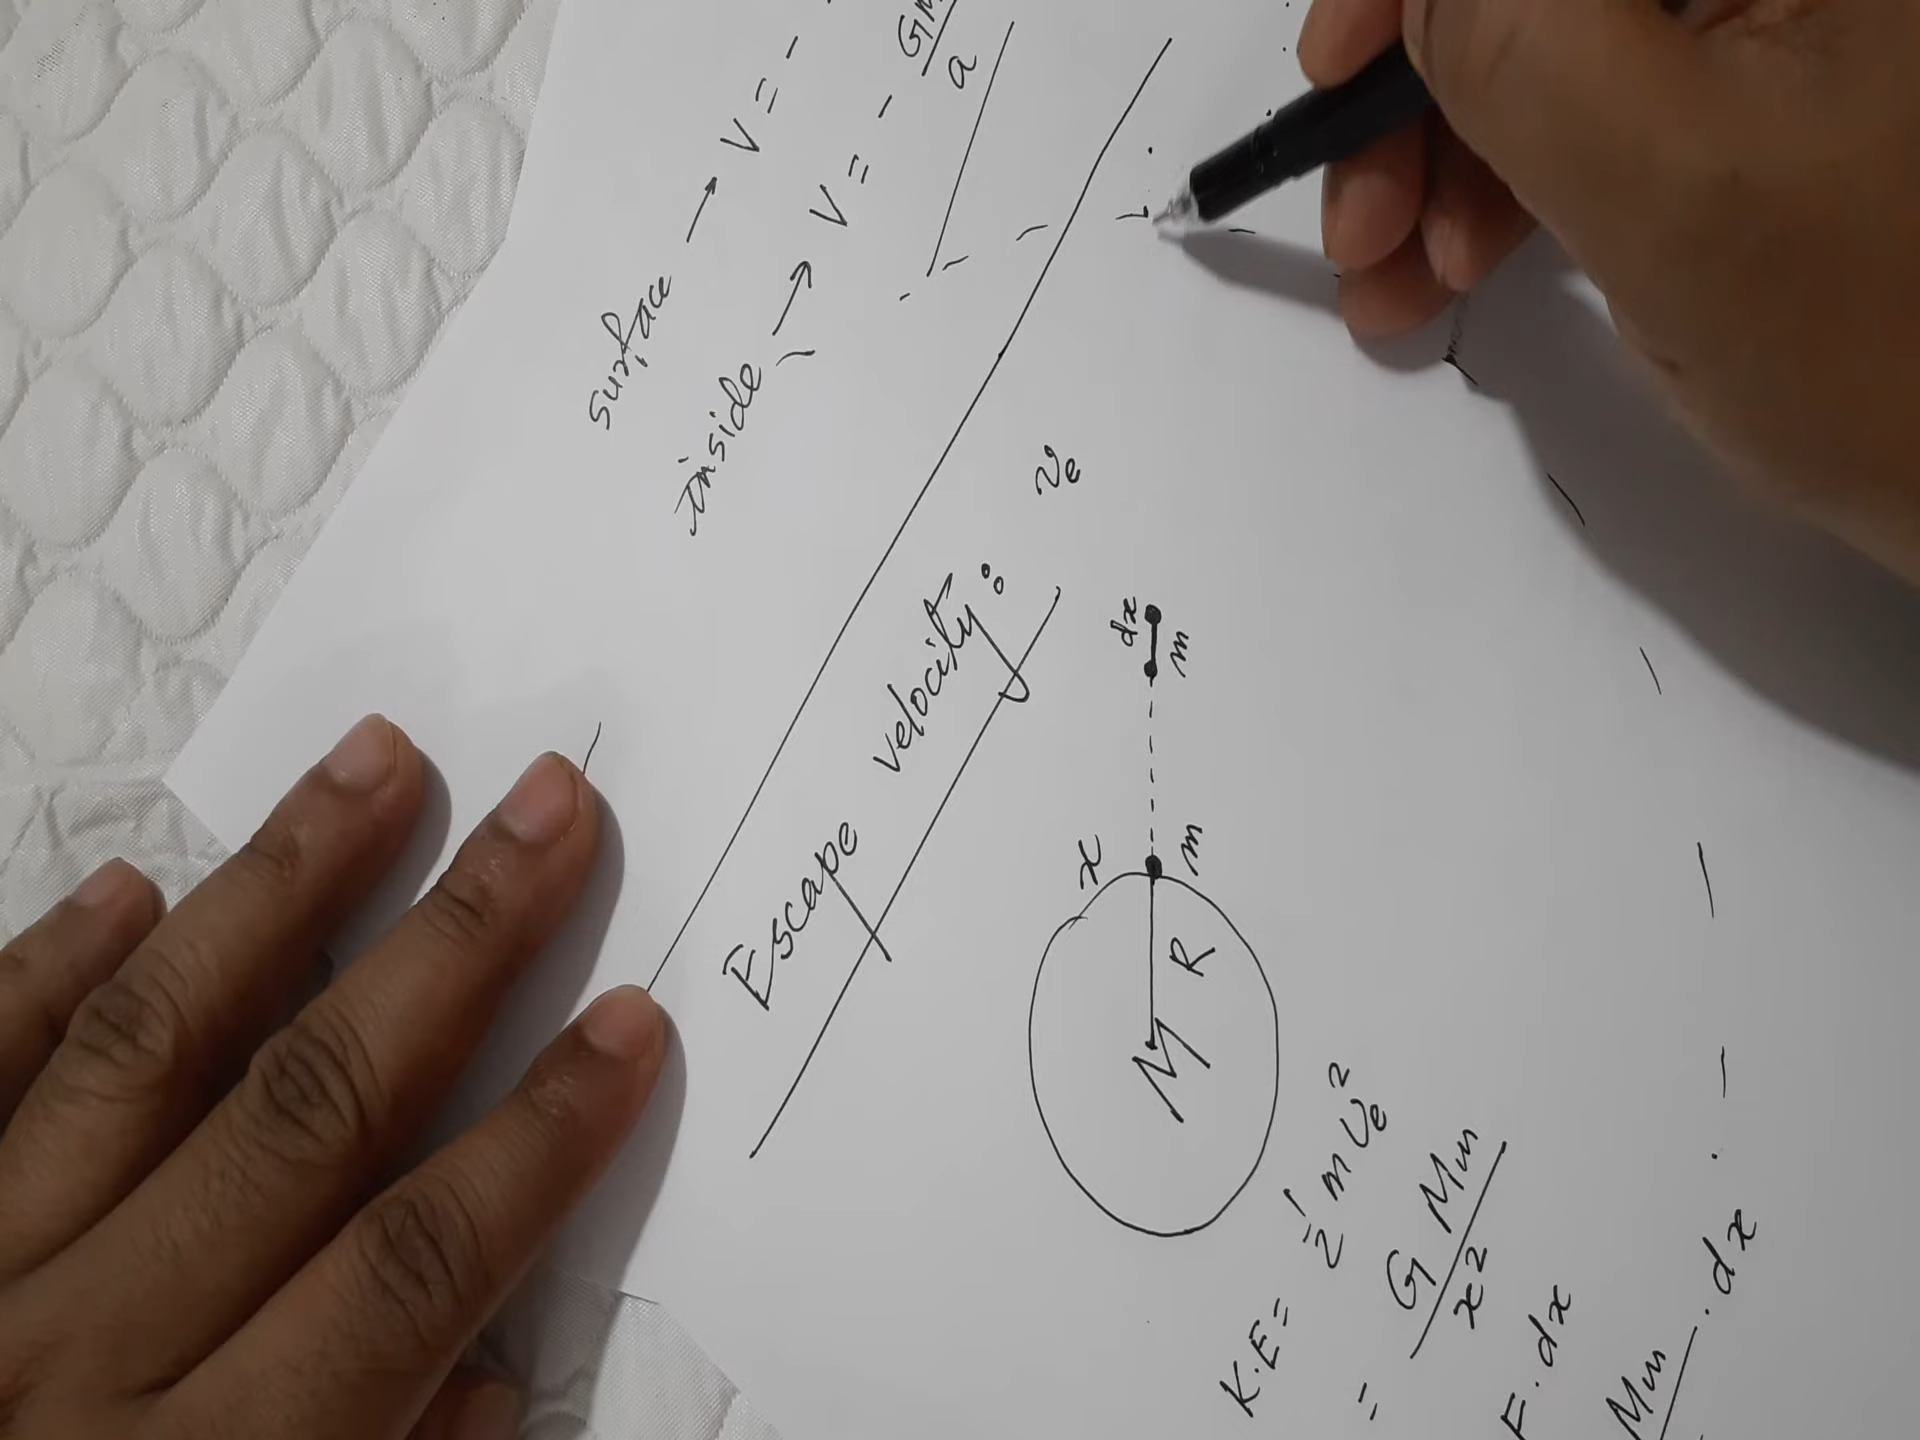 surface → V = -
inside → V = - GM/a
Escape velocity: vₑ
dx
m
x
m
R
M
K.E = 1/2 m vₑ²
= G Mm/x²
F . dx
Mm . dx